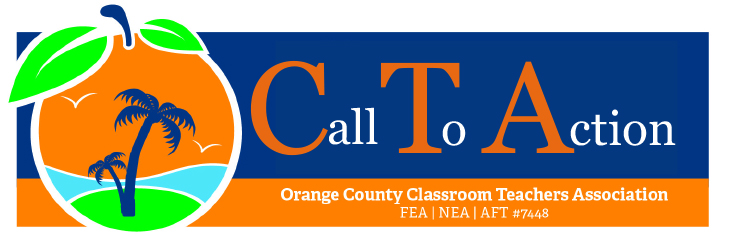 Call To Action
Orange County Classroom Teachers Association
FEA | NEA | AFT #7448